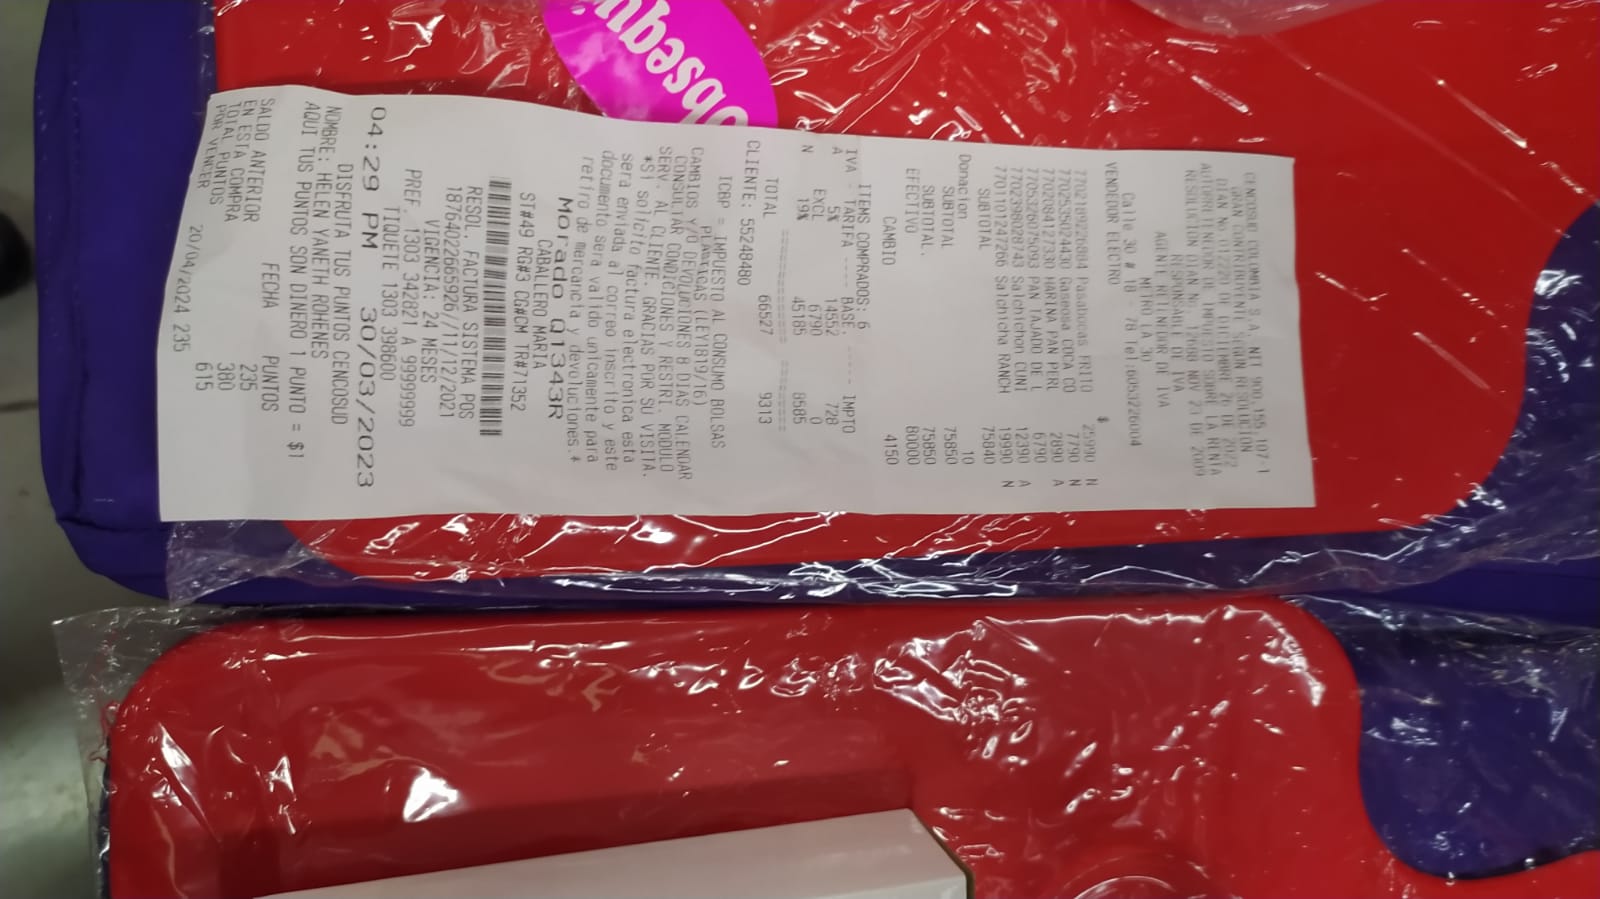 Obsequi
CENCOSUD COLOMBIA S.A. NIT 900.155.107-1
GRAN CONTRIBUYENTE SEGUN RESOLUCION
DIAN No. 012220 DE DICIEMBRE 26 DE 2022
AUTORRETENEDOR DE IMPUESTO SOBRE LA RENTA
RESOLUCION DIAN No. 12698 NOV 23 DE 2009
RESPONSABLE DE IVA
AGENTE RETENEDOR DE IVA
METRO LA 30
Calle 30 # 18 - 78 Tel:6053226004
VENDEDOR ELECTRO
$
7702189226884 Pasabocas FRITO 25990 N
7702535024430 Gaseosa COCA CO 7790 N
7702084127330 HARINA PAN PERL 2890 A
7705326075093 PAN TAJADO DE L 6790
7702398028743 Salchichon CUNI 12390 A
7701101247266 Salchicha RANCH 19990 N
SUBTOTAL 75840
Donacion 10
SUBTOTAL 75850
SUBTOTAL. 75850
EFECTIVO 80000
CAMBIO 4150
ITEMS COMPRADOS: 6
IVA - TARIFA ---- BASE: ----- IMPTO
A 5% 14552 728
EXCL 6790 0
N 19% 45185 8585
======= =======
TOTAL 66527 9313
CLIENTE: 55248480
ICBP = IMPUESTO AL CONSUMO BOLSAS
PLASTICAS (LEY1819/16)
CAMBIOS Y/O DEVOLUCIONES 8 DIAS CALENDAR
CONSULTAR CONDICIONES Y RESTRI. MODULO
SERV. AL CLIENTE. GRACIAS POR SU VISITA.
*Si solicito factura electronica esta
sera enviada al correo inscrito y este
documento sera valido unicamente para
retiro de mercancia y devoluciones.*
Morado Q1343R
CABALLERO MARIA
ST#49 RG#3 CG#CM TR#71352
RESOL. FACTURA SISTEMA POS
18764022665926//11/12/2021
VIGENCIA: 24 MESES
PREF. 1303 342821 A 99999999
TIQUETE 1303 398600
04:29 PM 30/03/2023
DISFRUTA TUS PUNTOS CENCOSUD
NOMBRE: HELEN YANETH ROHENES
AQUI TUS PUNTOS SON DINERO 1 PUNTO = $1
FECHA PUNTOS
SALDO ANTERIOR 235
EN ESTA COMPRA 380
TOTAL PUNTOS 615
POR VENCER 20/04/2024 235